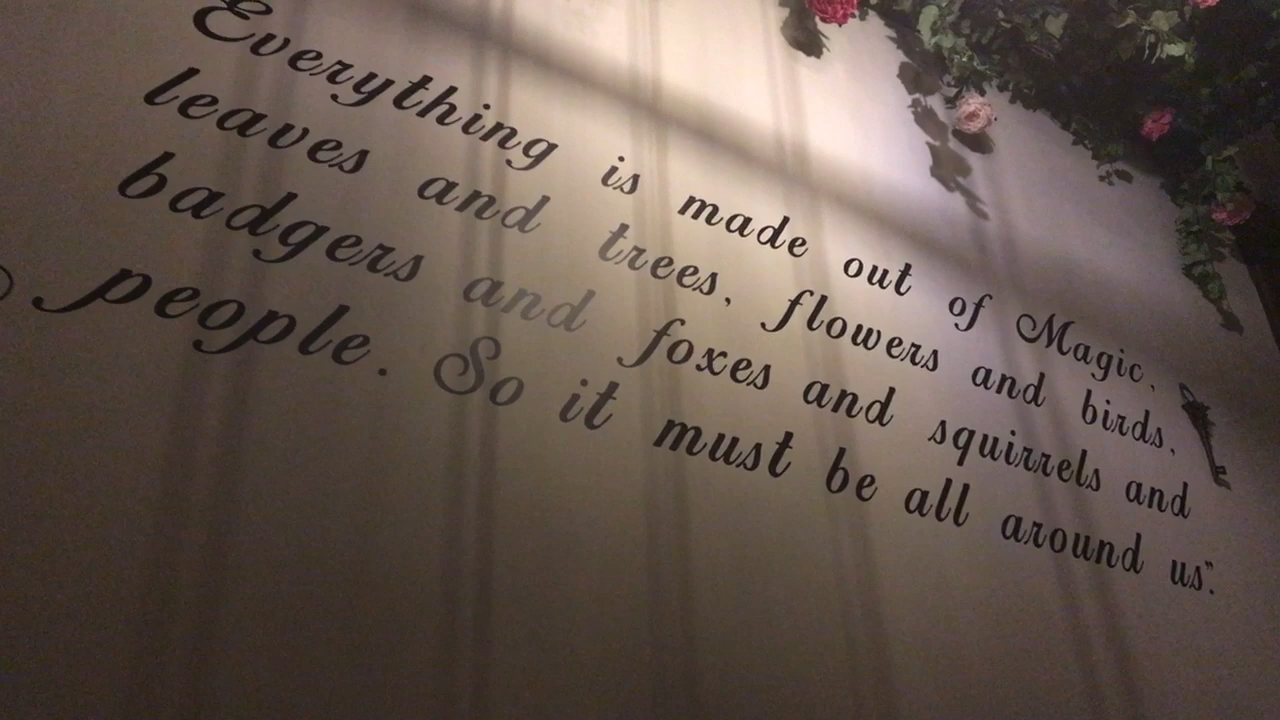 Everything is made out of Magic,
leaves and trees, flowers and birds,
badgers and foxes and squirrels and
people. So it must be all around us".